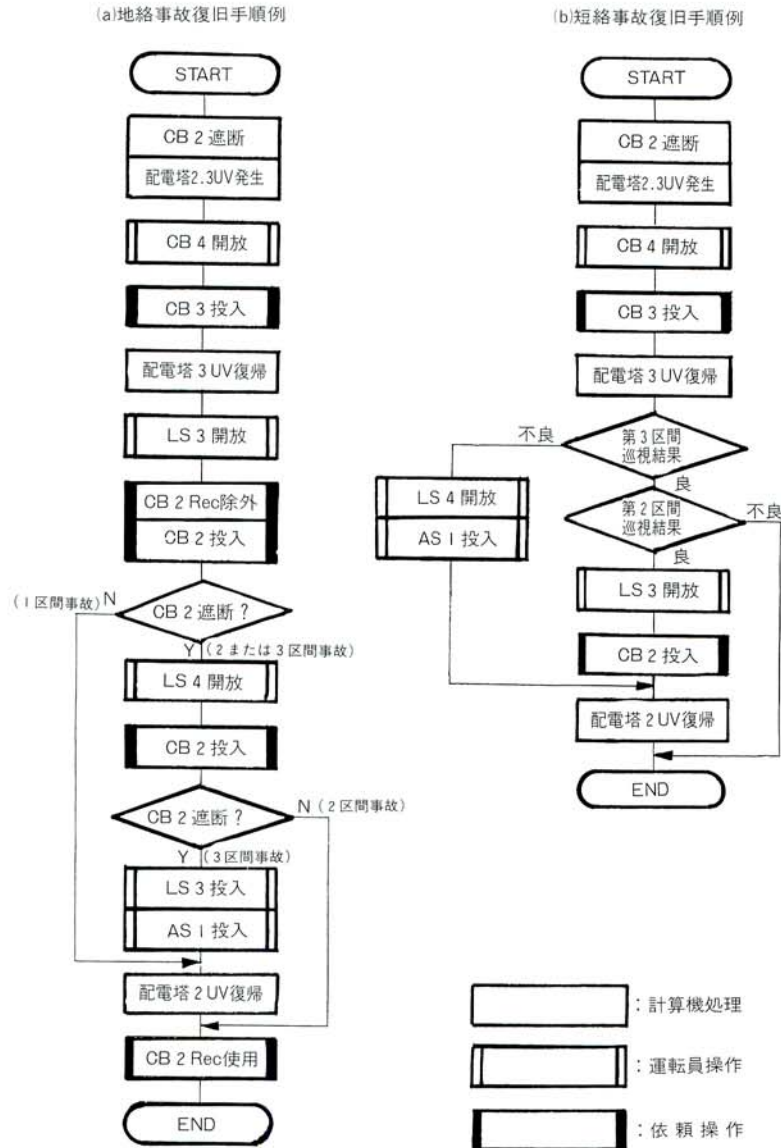 (a)地絡事故復旧手順例
START
CB 2 遮断
配電塔2.3UV発生
CB 4 開放
CB 3 投入
配電塔 3 UV復帰
LS 3 開放
CB 2 Rec除外
CB 2 投入
(1区間事故) N
CB 2 遮断?
Y (2または3区間事故)
LS 4 開放
CB 2 投入
CB 2 遮断?
N (2区間事故)
Y (3区間事故)
LS 3 投入
AS 1 投入
配電塔 2 UV復帰
CB 2 Rec使用
END
(b)短絡事故復旧手順例
START
CB 2 遮断
配電塔2.3UV発生
CB 4 開放
CB 3 投入
配電塔 3 UV復帰
不良
第3区間
巡視結果
良
LS 4 開放
AS 1 投入
第2区間
巡視結果
不良
良
LS 3 開放
CB 2 投入
配電塔 2 UV復帰
END
:計算機処理
:運転員操作
:依頼操作